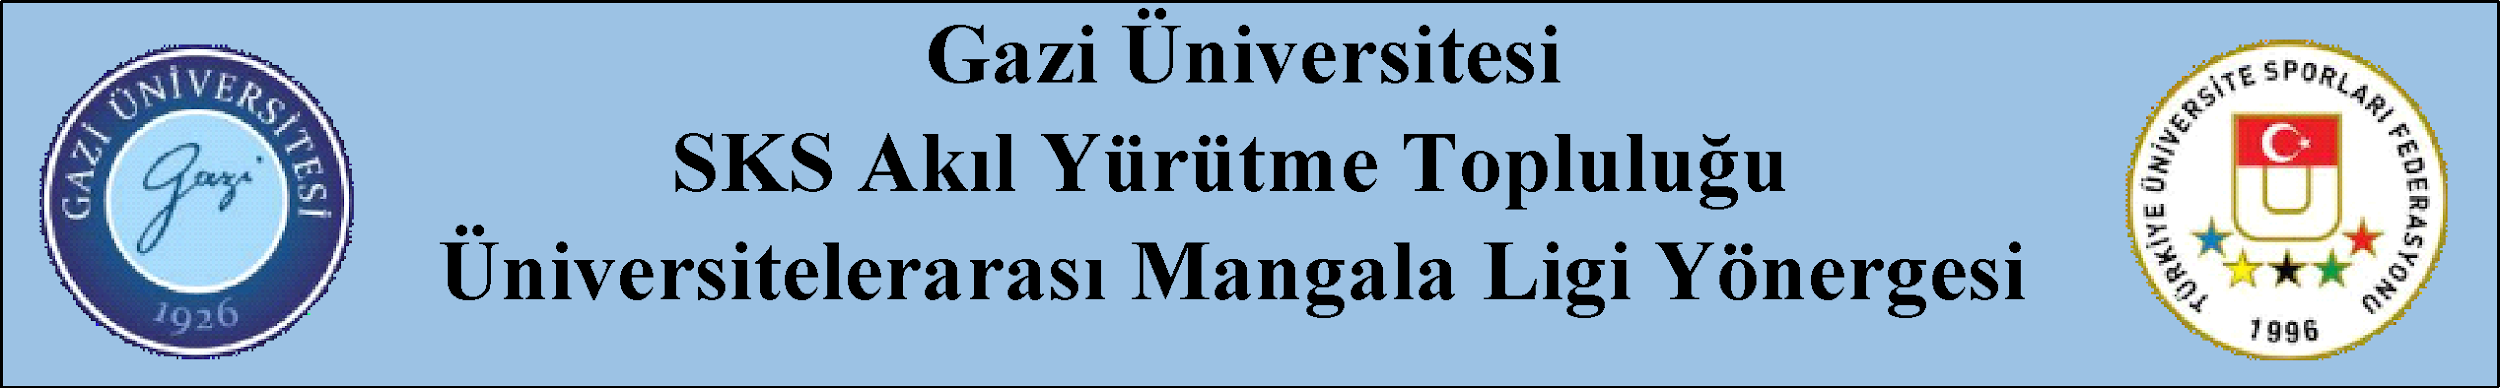 GAZİ ÜNİVERSİTESİ
Gazi
1926
Gazi Üniversitesi
SKS Akıl Yürütme Topluluğu
Üniversitelerarası Mangala Ligi Yönergesi
TÜRKİYE ÜNİVERSİTE SPORLARI FEDERASYONU
1996